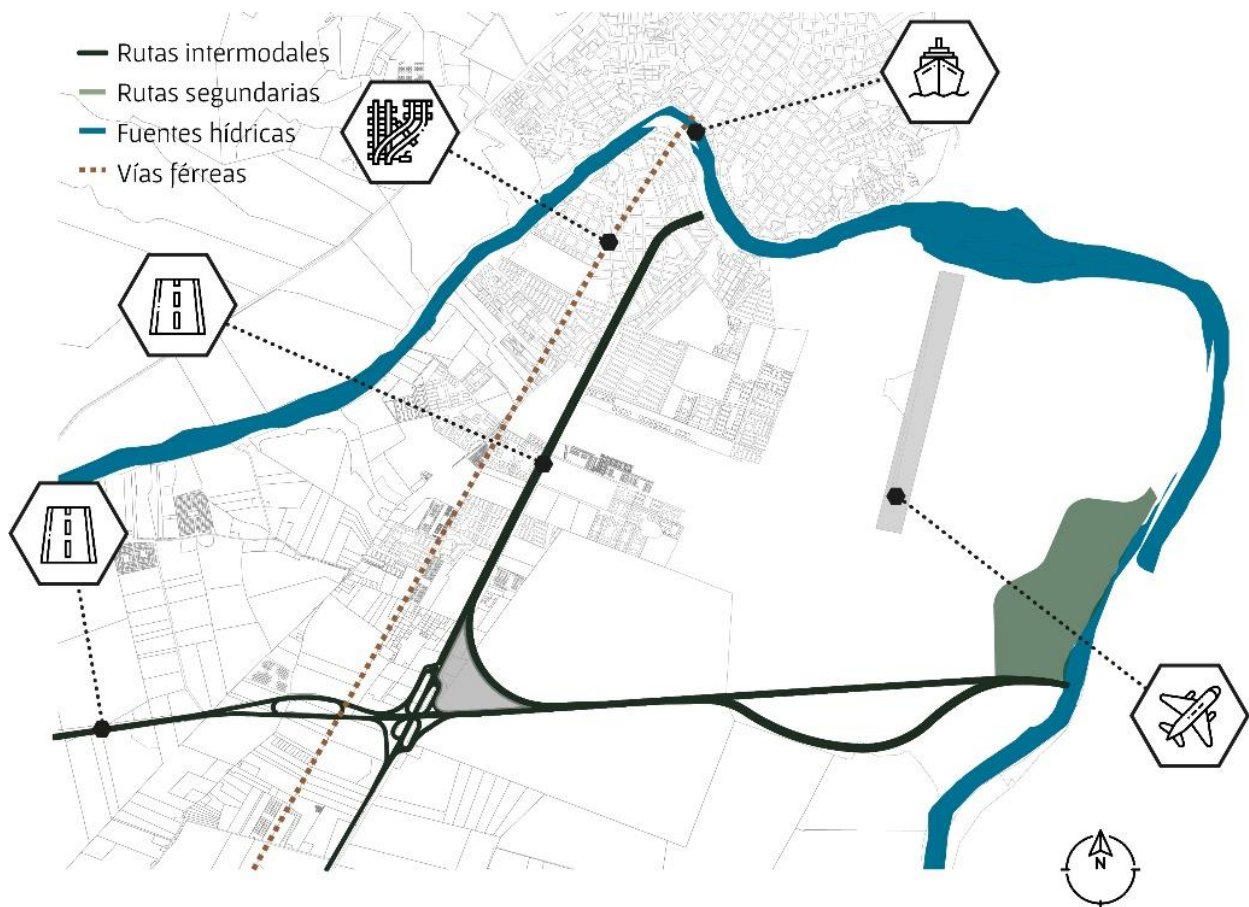 Rutas intermodales
Rutas segundarias
Fuentes hídricas
Vías férreas
N